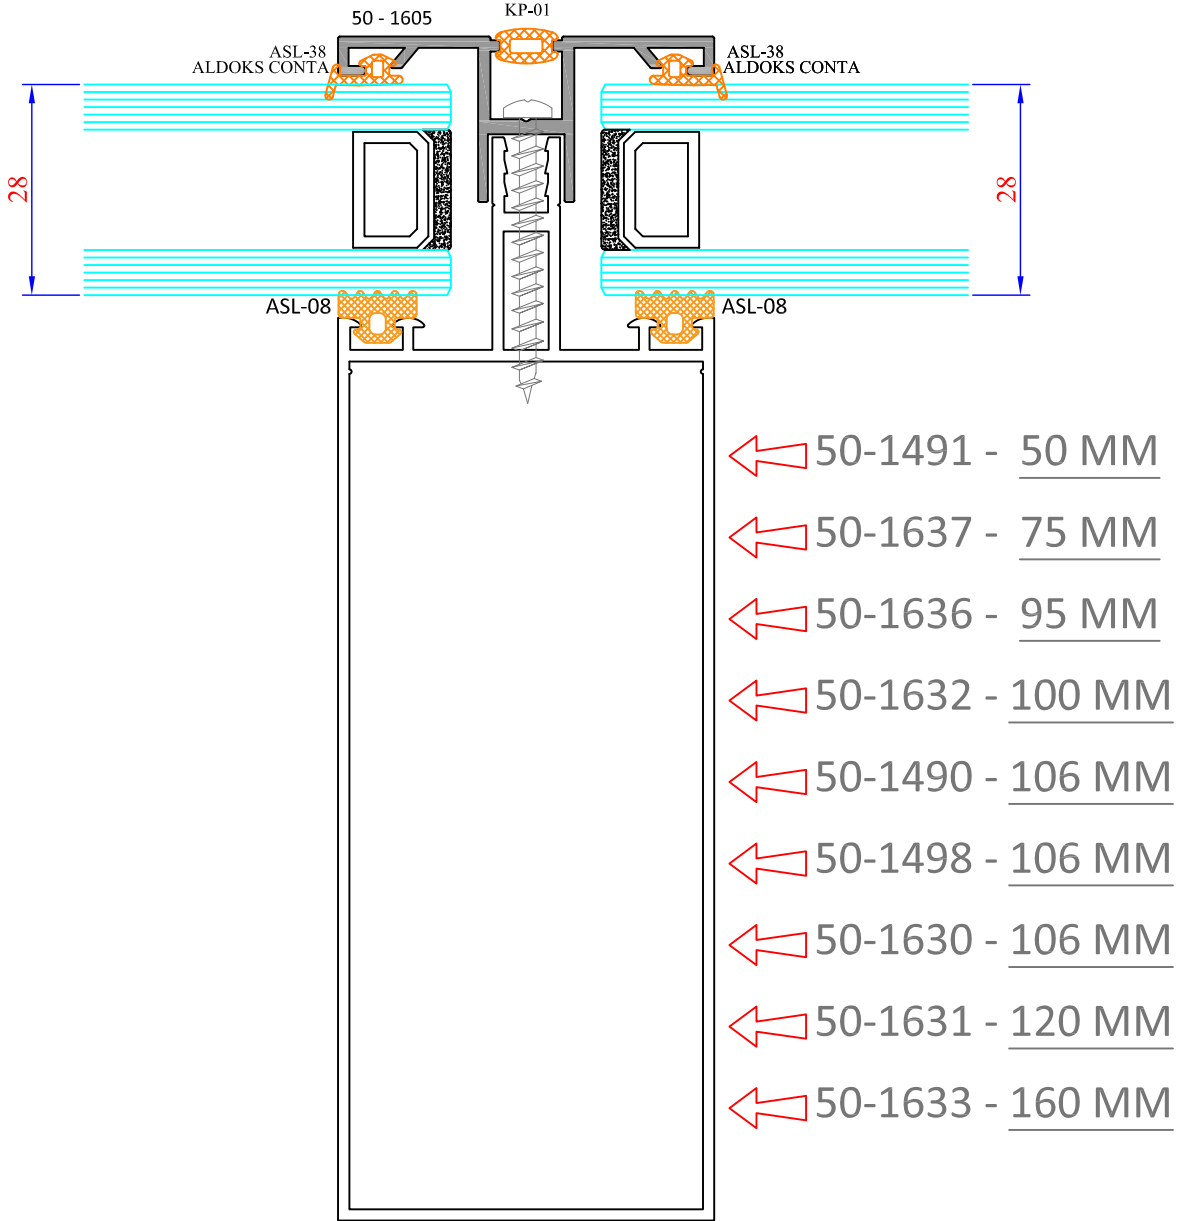 KP-01
50 - 1605
ASL-38
ALDOKS CONTA
ASL-38
ALDOKS CONTA
28
28
ASL-08
ASL-08
50-1491 - 50 MM
50-1637 - 75 MM
50-1636 - 95 MM
50-1632 - 100 MM
50-1490 - 106 MM
50-1498 - 106 MM
50-1630 - 106 MM
50-1631 - 120 MM
50-1633 - 160 MM